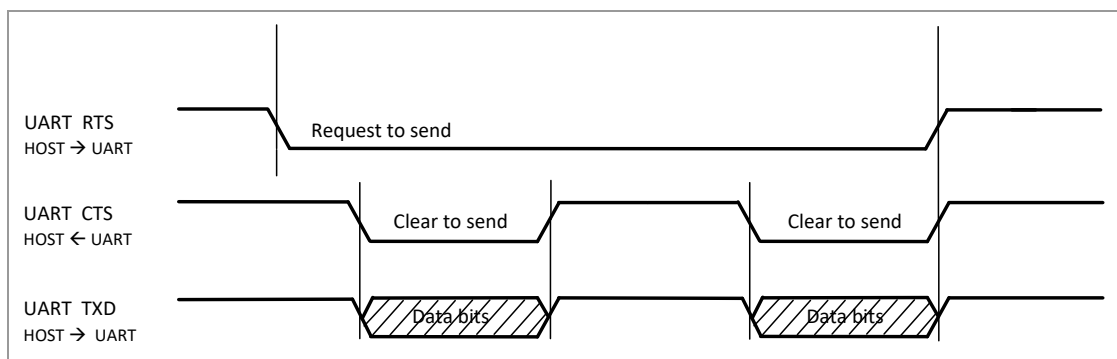 UART RTS
HOST → UART
Request to send
UART CTS
HOST ← UART
Clear to send
Clear to send
UART TXD
HOST → UART
Data bits
Data bits